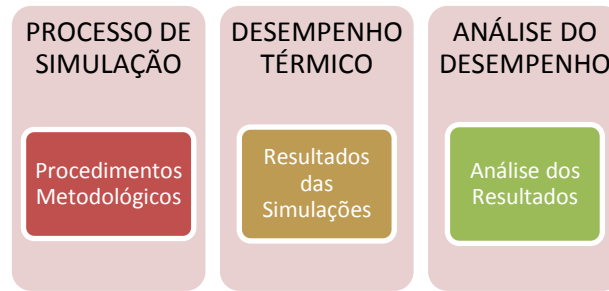 PROCESSO DE
SIMULAÇÃO
Procedimentos
Metodológicos
DESEMPENHO
TÉRMICO
Resultados
das
Simulações
ANÁLISE DO
DESEMPENHO
Análise dos
Resultados